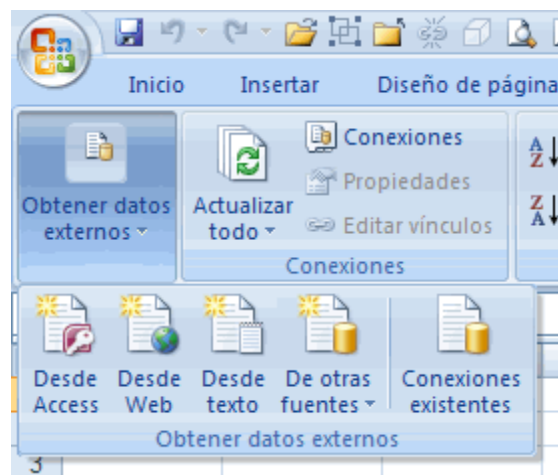 Inicio Insertar Diseño de página
Obtener datos
externos
Actualizar
todo
Conexiones
Propiedades
Editar vínculos
Conexiones
A
Z
Z
A
Desde
Access
Desde
Web
Desde
texto
De otras
fuentes
Conexiones
existentes
Obtener datos externos
3